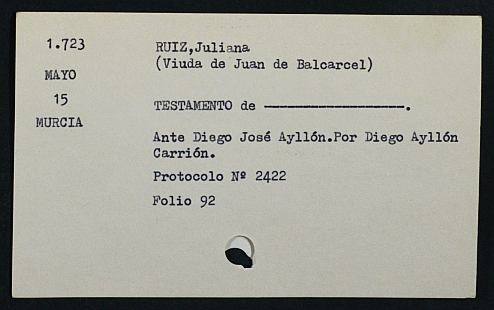 1.723
MAYO
15
MURCIA
RUIZ,Juliana
(Viuda de Juan de Balcarcel)
TESTAMENTO de ------------------.
Ante Diego José Ayllón.Por Diego Ayllón
Carrión.
Protocolo Nº 2422
Folio 92